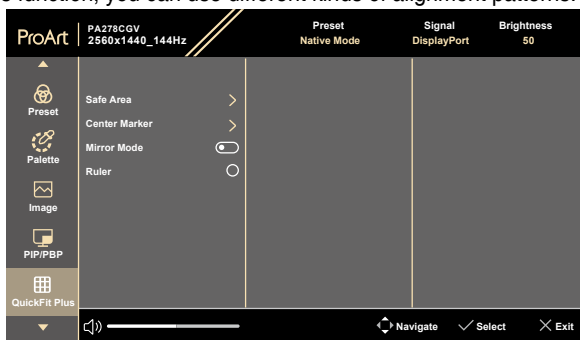 function, you can use different kinds of alignment patterns.
ProArt
PA278CGV
2560x1440_144Hz
Preset
Native Mode
Signal
DisplayPort
Brightness
50
Preset
Palette
Image
PIP/PBP
QuickFit Plus
Safe Area
Center Marker
Mirror Mode
Ruler
Navigate
Select
Exit